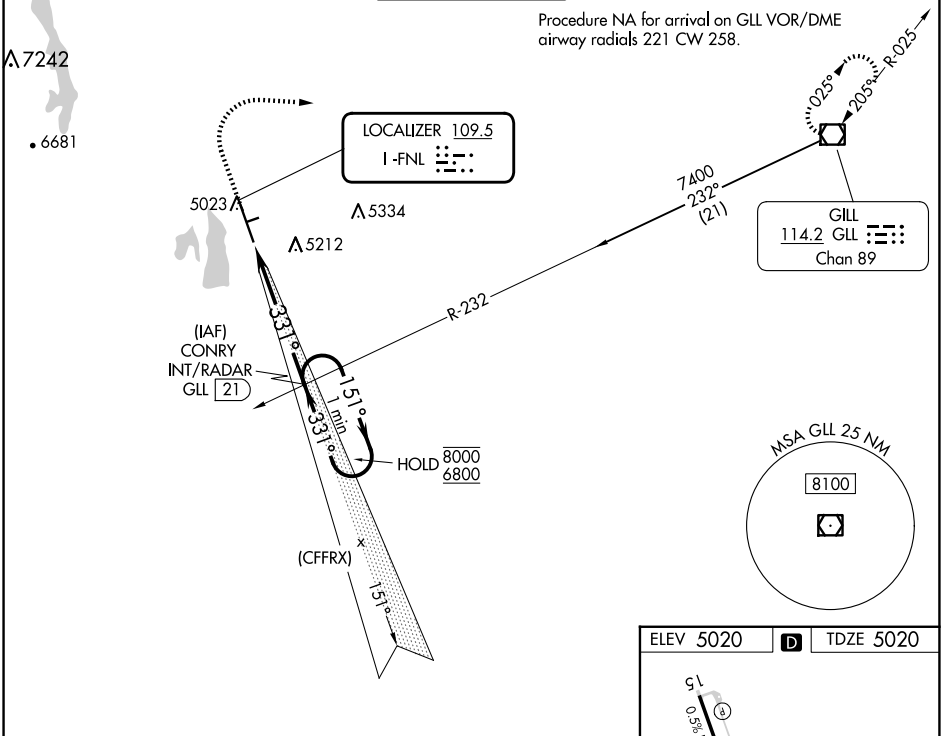 Procedure NA for arrival on GLL VOR/DME
airway radials 221 CW 258.
7242
6681
R-025
025°
205°
LOCALIZER 109.5
I-FNL
5023
5334
5212
7400
232°
(21)
GILL
114.2 GLL
Chan 89
R-232
331°
(IAF)
CONRY
INT/RADAR
GLL 21
151°
1 min
331°
HOLD 8000
6800
(CFFRX)
x
151°
MSA GLL 25 NM
8100
ELEV 5020 D TDZE 5020
15
P
0.5%